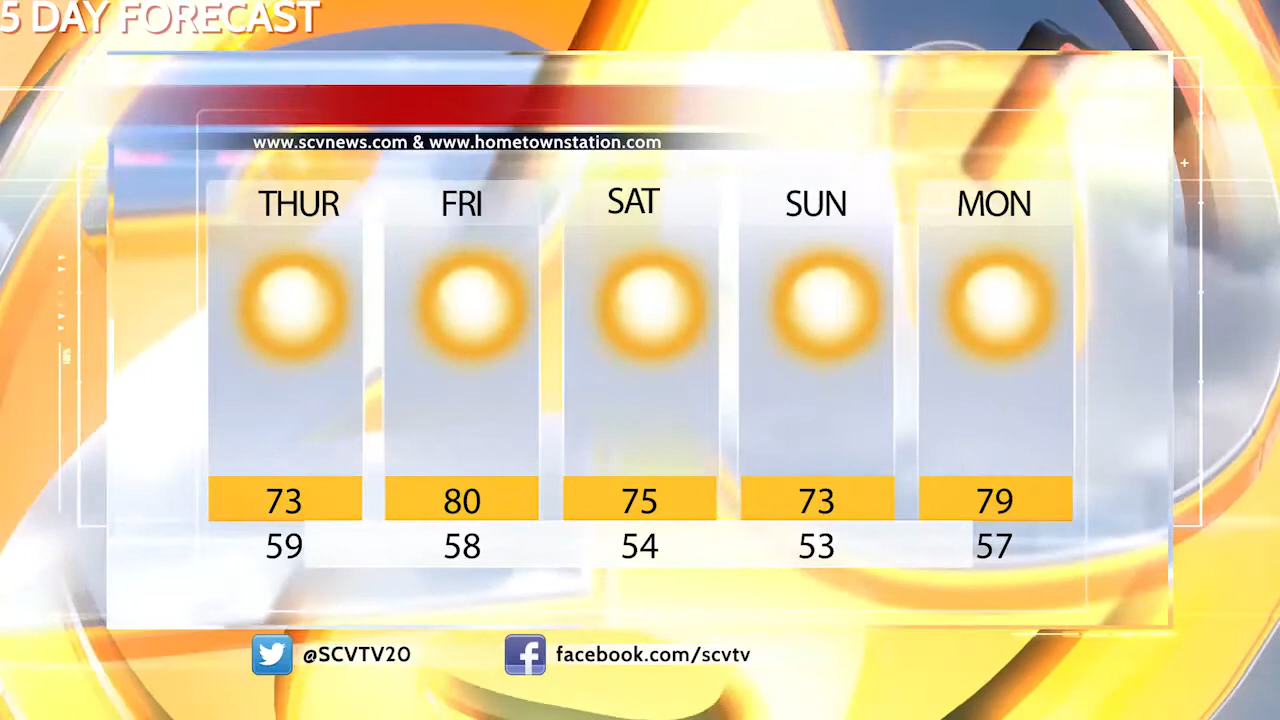 5 DAY FORECAST
www.scvnews.com & www.hometownstation.com
THUR FRI SAT SUN MON
73 80 75 73 79
59 58 54 53 57
@SCVTV20 facebook.com/scvtv